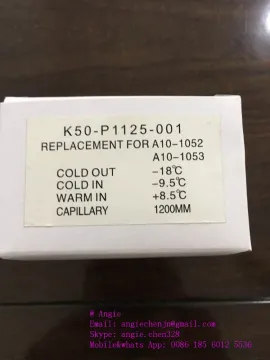 K50-P1125-001
REPLACEMENT FOR A10-1052
A10-1053
COLD OUT -18℃
COLD IN -9.5℃
WARM IN +8.5℃
CAPILLARY 1200MM
@ Angie
Email: angiechenjn@gmail.com
Skype: angie.chen328
Mobile&whats App: 0086 185 6012 5536